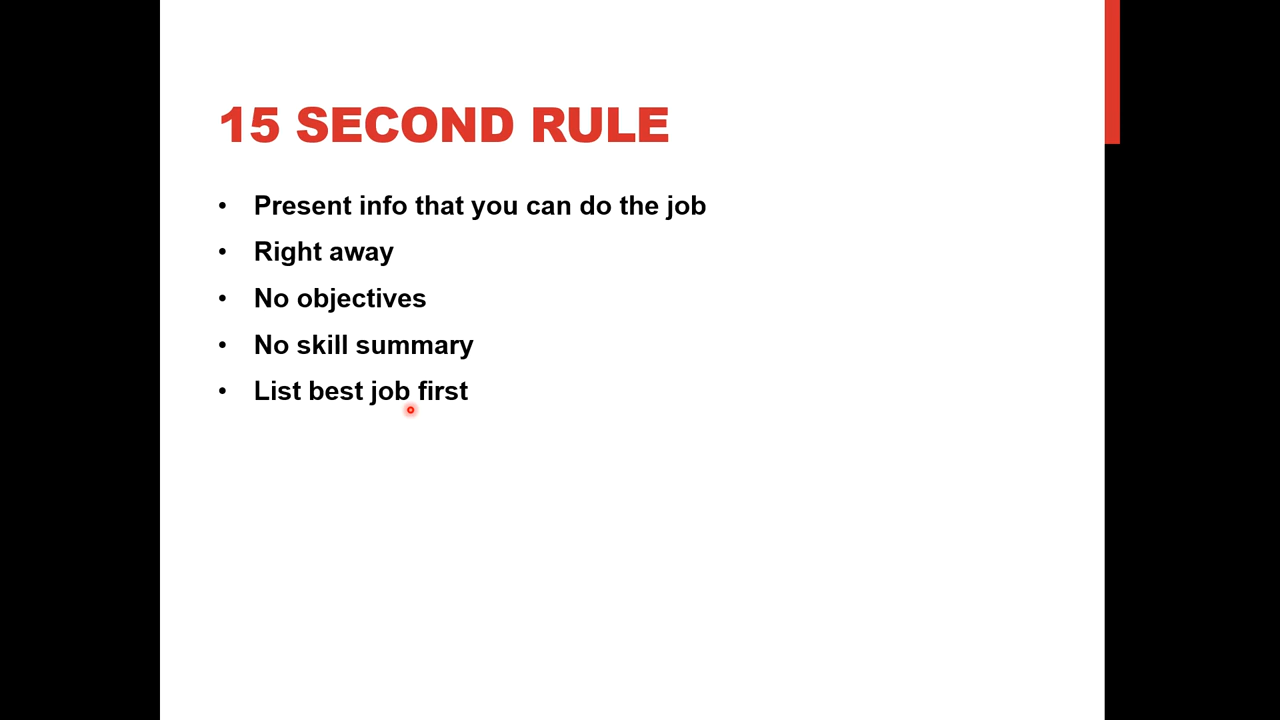 15 SECOND RULE
• Present info that you can do the job
• Right away
• No objectives
• No skill summary
• List best job first